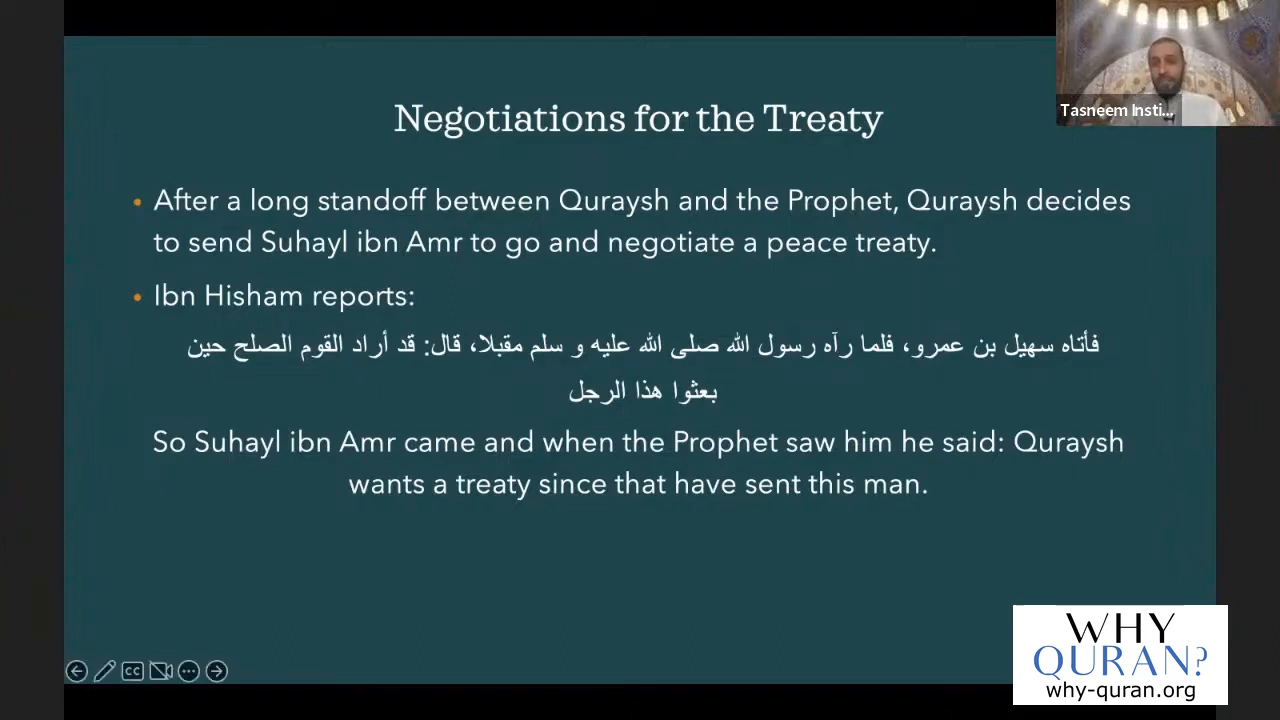 Negotiations for the Treaty
Tasneem Insti...
• After a long standoff between Quraysh and the Prophet, Quraysh decides
to send Suhayl ibn Amr to go and negotiate a peace treaty.
• Ibn Hisham reports:
فأتاه سهيل بن عمرو، فلما رآه رسول الله صلى الله عليه و سلم مقبلا، قال: قد أراد القوم الصلح حين
بعثوا هذا الرجل
So Suhayl ibn Amr came and when the Prophet saw him he said: Quraysh
wants a treaty since that have sent this man.
CC
WHY
QURAN?
why-quran.org